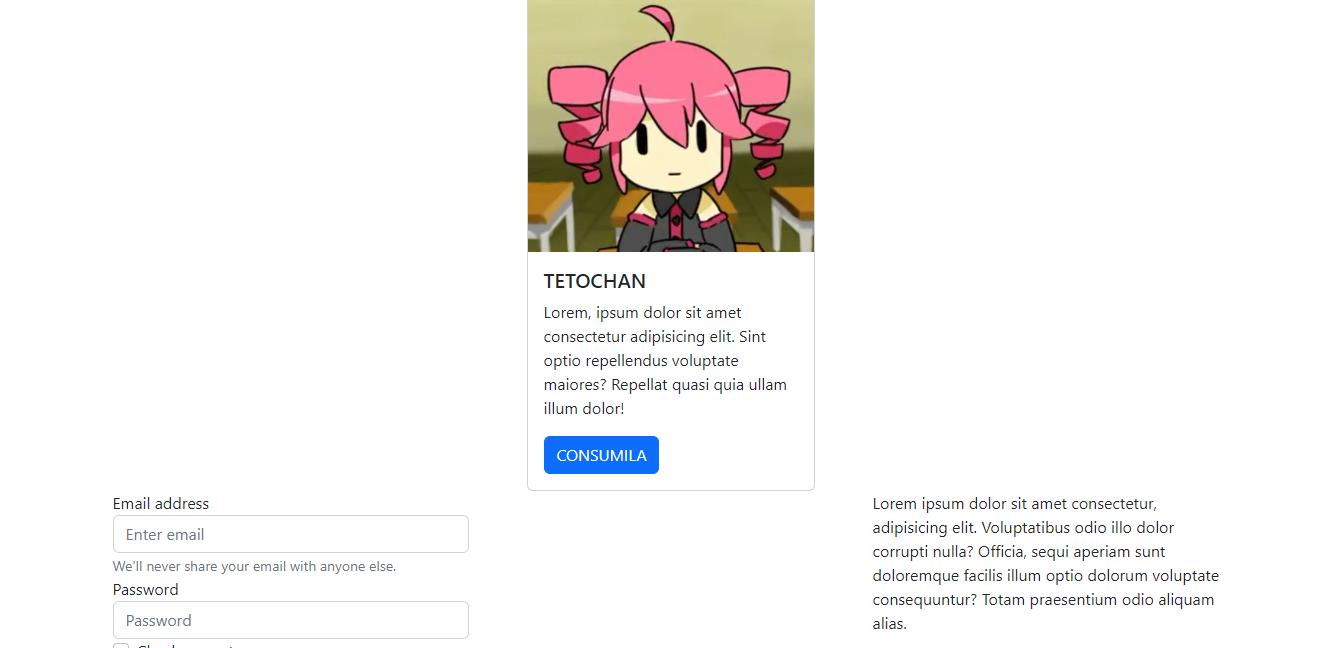 TETOCHAN
Lorem, ipsum dolor sit amet
consectetur adipisicing elit. Sint
optio repellendus voluptate
maiores? Repellat quasi quia ullam
illum dolor!
CONSUMILA
Email address
Enter email
We'll never share your email with anyone else.
Password
Password
Lorem ipsum dolor sit amet consectetur,
adipisicing elit. Voluptatibus odio illo dolor
corrupti nulla? Officia, sequi aperiam sunt
doloremque facilis illum optio dolorum voluptate
consequuntur? Totam praesentium odio aliquam
alias.